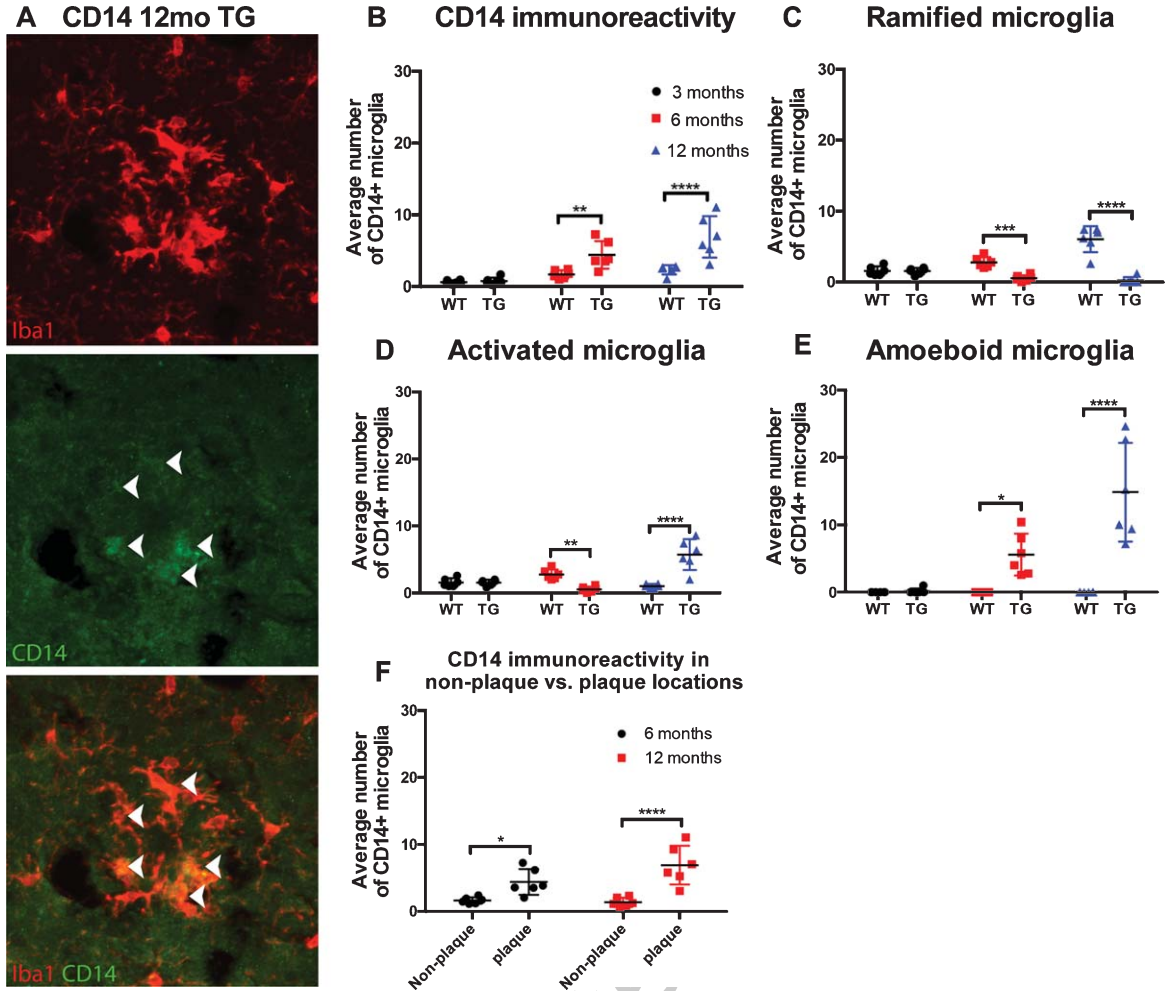 A CD14 12mo TG
Iba1
CD14
Iba1 CD14
B CD14 immunoreactivity
Average number
of CD14+ microglia
30
20
10
0
3 months
6 months
12 months
**
****
WT TG WT TG WT TG
C Ramified microglia
Average number
of CD14+ microglia
30
20
10
0
***
****
WT TG WT TG WT TG
D Activated microglia
Average number
of CD14+ microglia
30
20
10
0
**
****
WT TG WT TG WT TG
E Amoeboid microglia
Average number
of CD14+ microglia
30
20
10
0
*
****
WT TG WT TG WT TG
F CD14 immunoreactivity in
non-plaque vs. plaque locations
Average number
of CD14+ microglia
30
20
10
0
6 months
12 months
*
****
Non-plaque plaque Non-plaque plaque